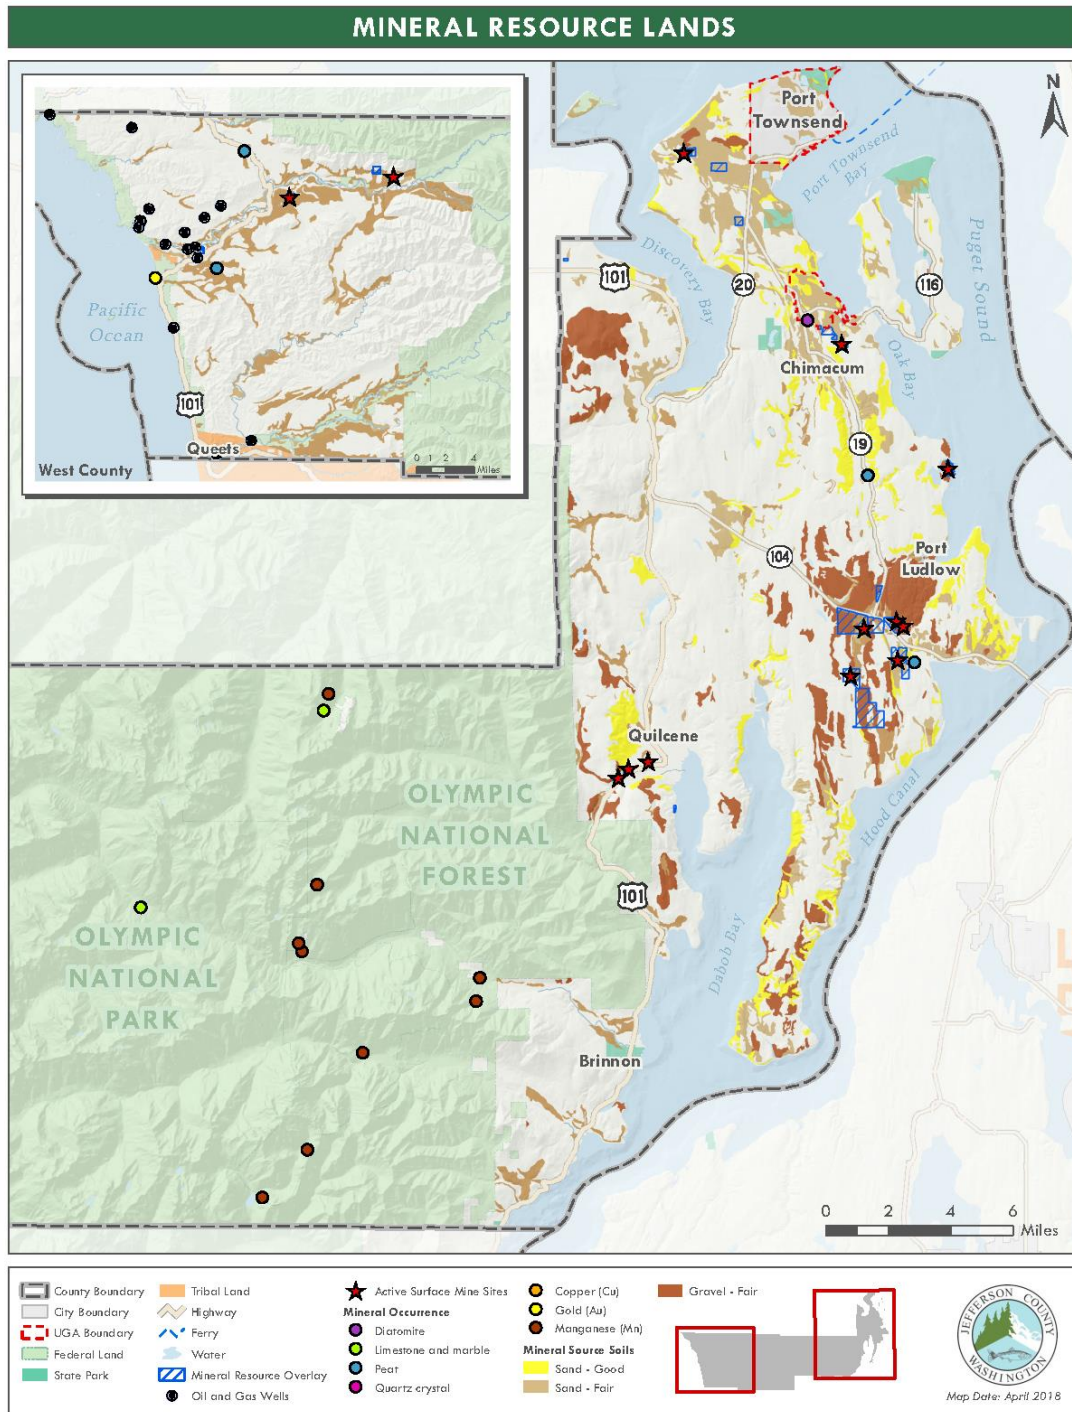 MINERAL RESOURCE LANDS
N
Port
Townsend
Port Townsend
Bay
Puget Sound
Discovery Bay
101
20
116
Oak Bay
Chimacum
19
104
Port
Ludlow
Quilcene
Hood Canal
OLYMPIC
NATIONAL
FOREST
101
OLYMPIC
NATIONAL
PARK
Dabob Bay
Brinnon
0 2 4 6
Miles
Pacific
Ocean
101
Queets
West County
0 1 2 4
Miles
County Boundary
City Boundary
UGA Boundary
Federal Land
State Park
Tribal Land
Highway
Ferry
Water
Mineral Resource Overlay
Oil and Gas Wells
Active Surface Mine Sites
Mineral Occurrence
Diatomite
Limestone and marble
Peat
Quartz crystal
Copper (Cu)
Gold (Au)
Manganese (Mn)
Mineral Source Soils
Sand - Good
Sand - Fair
Gravel - Fair
JEFFERSON COUNTY
WASHINGTON
Map Date: April 2018